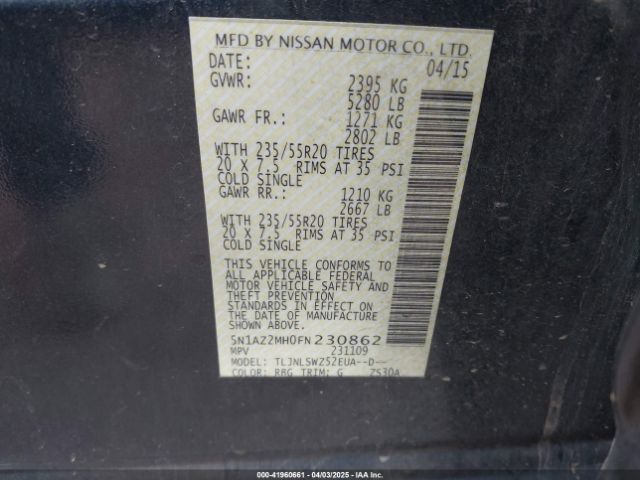 MFD BY NISSAN MOTOR CO., LTD.
DATE: 04/15
GVWR: 2395 KG
5280 LB
GAWR FR.: 1271 KG
2802 LB
WITH 235/55R20 TIRES
20 X 7.5 RIMS AT 35 PSI
COLD SINGLE
GAWR RR.: 1210 KG
2667 LB
WITH 235/55R20 TIRES
20 X 7.5 RIMS AT 35 PSI
COLD SINGLE
THIS VEHICLE CONFORMS TO
ALL APPLICABLE FEDERAL
MOTOR VEHICLE SAFETY AND
THEFT PREVENTION
STANDARDS IN EFFECT ON
THE DATE OF MANUFACTURE
SHOWN ABOVE.
5N1AZ2MH0FN230862
MPV 231109
MODEL: TLJNLSWZ52EUA--D--
COLOR: RBG TRIM: G ZS30A
000-41960661 - 04/03/2025 - IAA Inc.